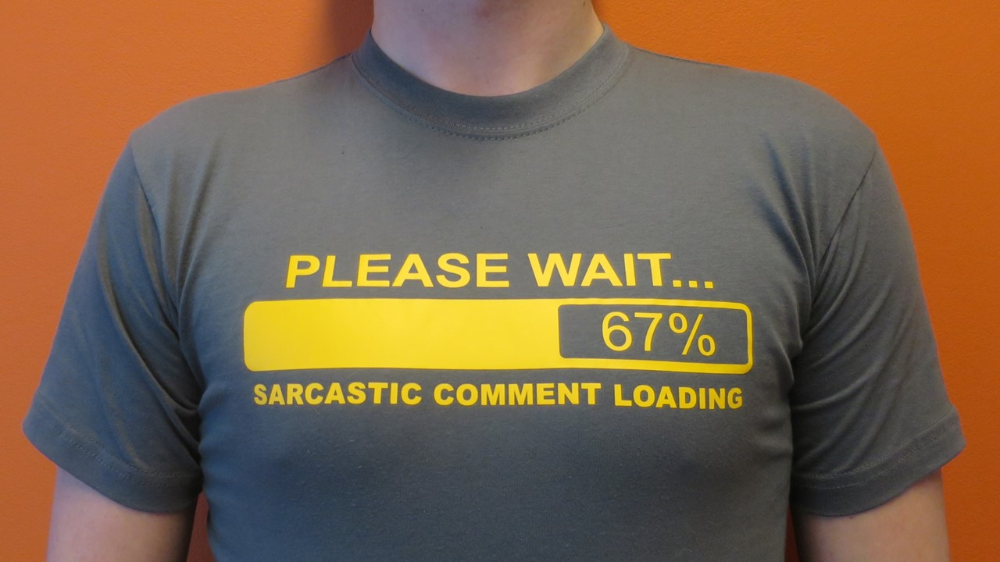 PLEASE WAIT...
67%
SARCASTIC COMMENT LOADING